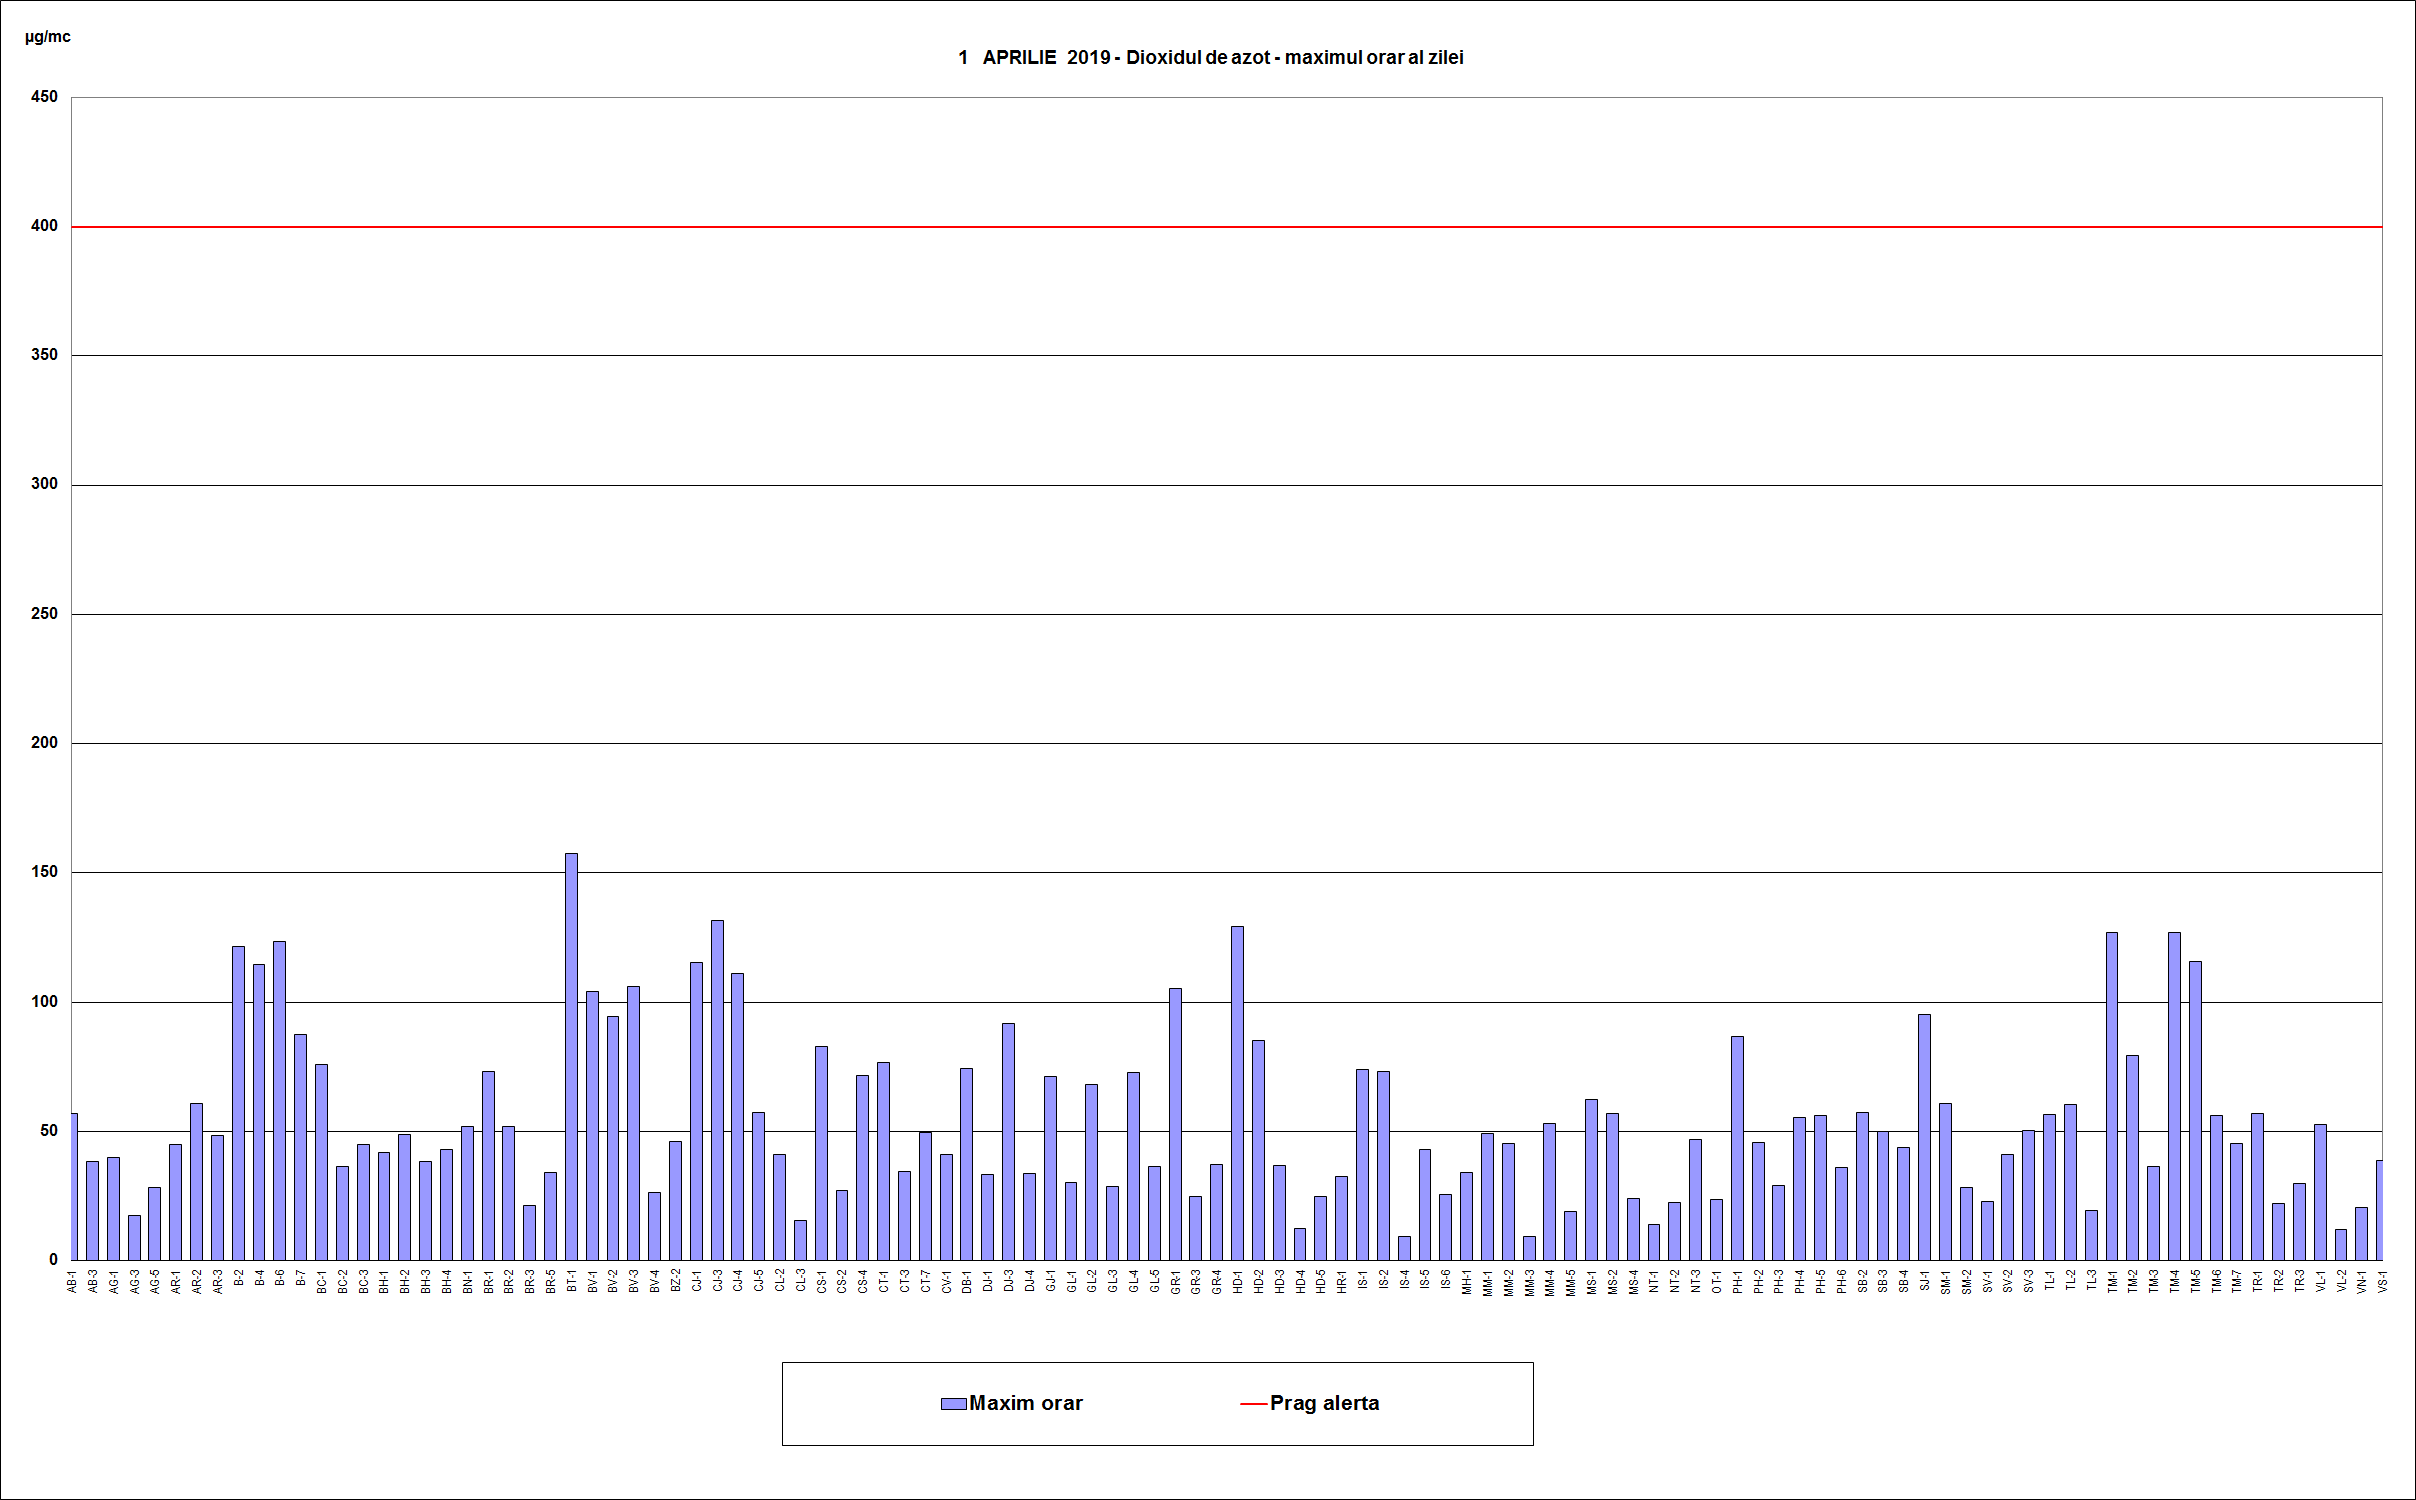 µg/mc
1 APRILIE 2019 - Dioxidul de azot - maximul orar al zilei
450
400
350
300
250
200
150
100
50
0
AB-1 AB-3 AG-1 AG-3 AG-5 AR-1 AR-2 AR-3 B-2 B-4 B-6 B-7 BC-1 BC-2 BC-3 BH-1 BH-2 BH-3 BH-4 BN-1 BR-1 BR-2 BR-3 BR-5 BT-1 BV-1 BV-2 BV-3 BV-4 BZ-2 CJ-1 CJ-3 CJ-4 CJ-5 CL-2 CL-3 CS-1 CS-2 CS-4 CT-1 CT-3 CT-7 CV-1 DB-1 DJ-1 DJ-3 DJ-4 GJ-1 GL-1 GL-2 GL-3 GL-4 GL-5 GR-1 GR-3 GR-4 HD-1 HD-2 HD-3 HD-4 HD-5 HR-1 IS-1 IS-2 IS-4 IS-5 IS-6 MH-1 MM-1 MM-2 MM-3 MM-4 MM-5 MS-1 MS-2 MS-4 NT-1 NT-2 NT-3 OT-1 PH-1 PH-2 PH-3 PH-4 PH-5 PH-6 SB-2 SB-3 SB-4 SJ-1 SM-1 SM-2 SV-1 SV-2 SV-3 TL-1 TL-2 TL-3 TM-1 TM-2 TM-3 TM-4 TM-5 TM-6 TM-7 TR-1 TR-2 TR-3 VL-1 VL-2 VN-1 VS-1
Maxim orar Prag alerta